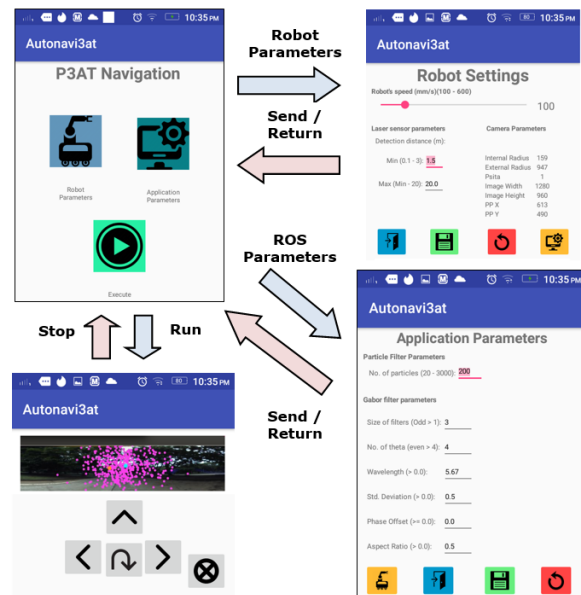 10:35 PM
Autonavi3at
P3AT Navigation
Robot
Parameters
Application
Parameters
Execute
Robot
Parameters
Send /
Return
80 10:35 PM
Autonavi3at
Robot Settings
Robot's speed (mm/s)(100 - 600)
100
Laser sensor parameters
Camera Parameters
Detection distance (m):
Min (0.1 - 3): 1.5
Max (Min - 20): 20.0
Internal Radius 159
External Radius 947
Psita 1
Image Width 1280
Image Height 960
PP X 613
PP Y 490
ROS
Parameters
Stop
Run
Send /
Return
80 10:35 PM
Autonavi3at
10:35 PM
Autonavi3at
Application Parameters
Particle Filter Parameters
No. of particles (20 - 3000): 200
Gabor filter parameters
Size of filters (Odd > 1): 3
No. of theta (even > 4): 4
Wavelength (> 0.0): 5.67
Std. Deviation (> 0.0): 0.5
Phase Offset (>= 0.0): 0.0
Aspect Ratio (> 0.0): 0.5